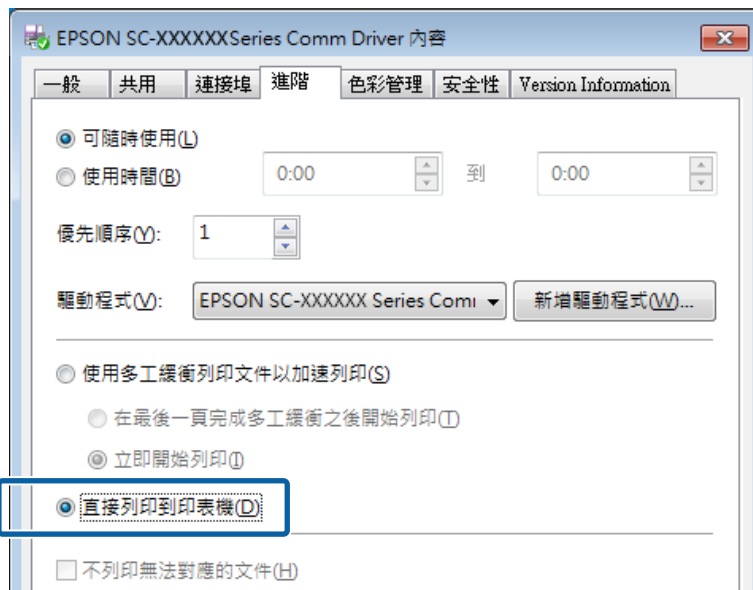 EPSON SC-XXXXXXSeries Comm Driver 內容
一般 共用 連接埠 進階 色彩管理 安全性 Version Information
可隨時使用(L)
使用時間(B) 0:00 到 0:00
優先順序(Y): 1
驅動程式(V): EPSON SC-XXXXXX Series Com 新增驅動程式(W)...
使用多工緩衝列印文件以加速列印(S)
在最後一頁完成多工緩衝之後開始列印(T)
立即開始列印(I)
直接列印到印表機(D)
不列印無法對應的文件(H)